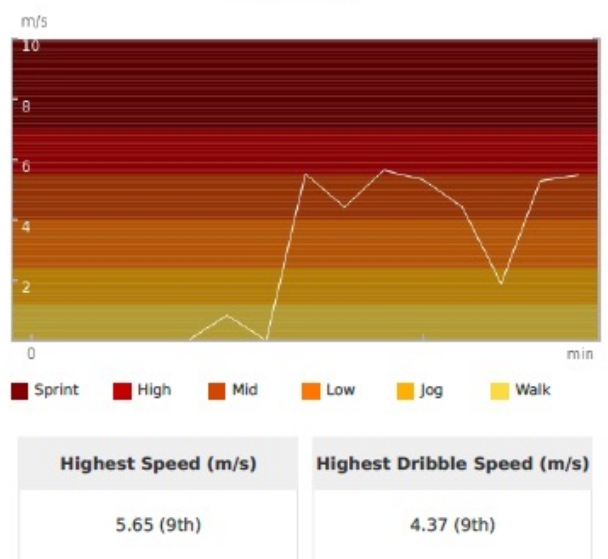 m/s
10
8
6
4
2
0 min
Sprint High Mid Low Jog Walk
Highest Speed (m/s) Highest Dribble Speed (m/s)
5.65 (9th) 4.37 (9th)